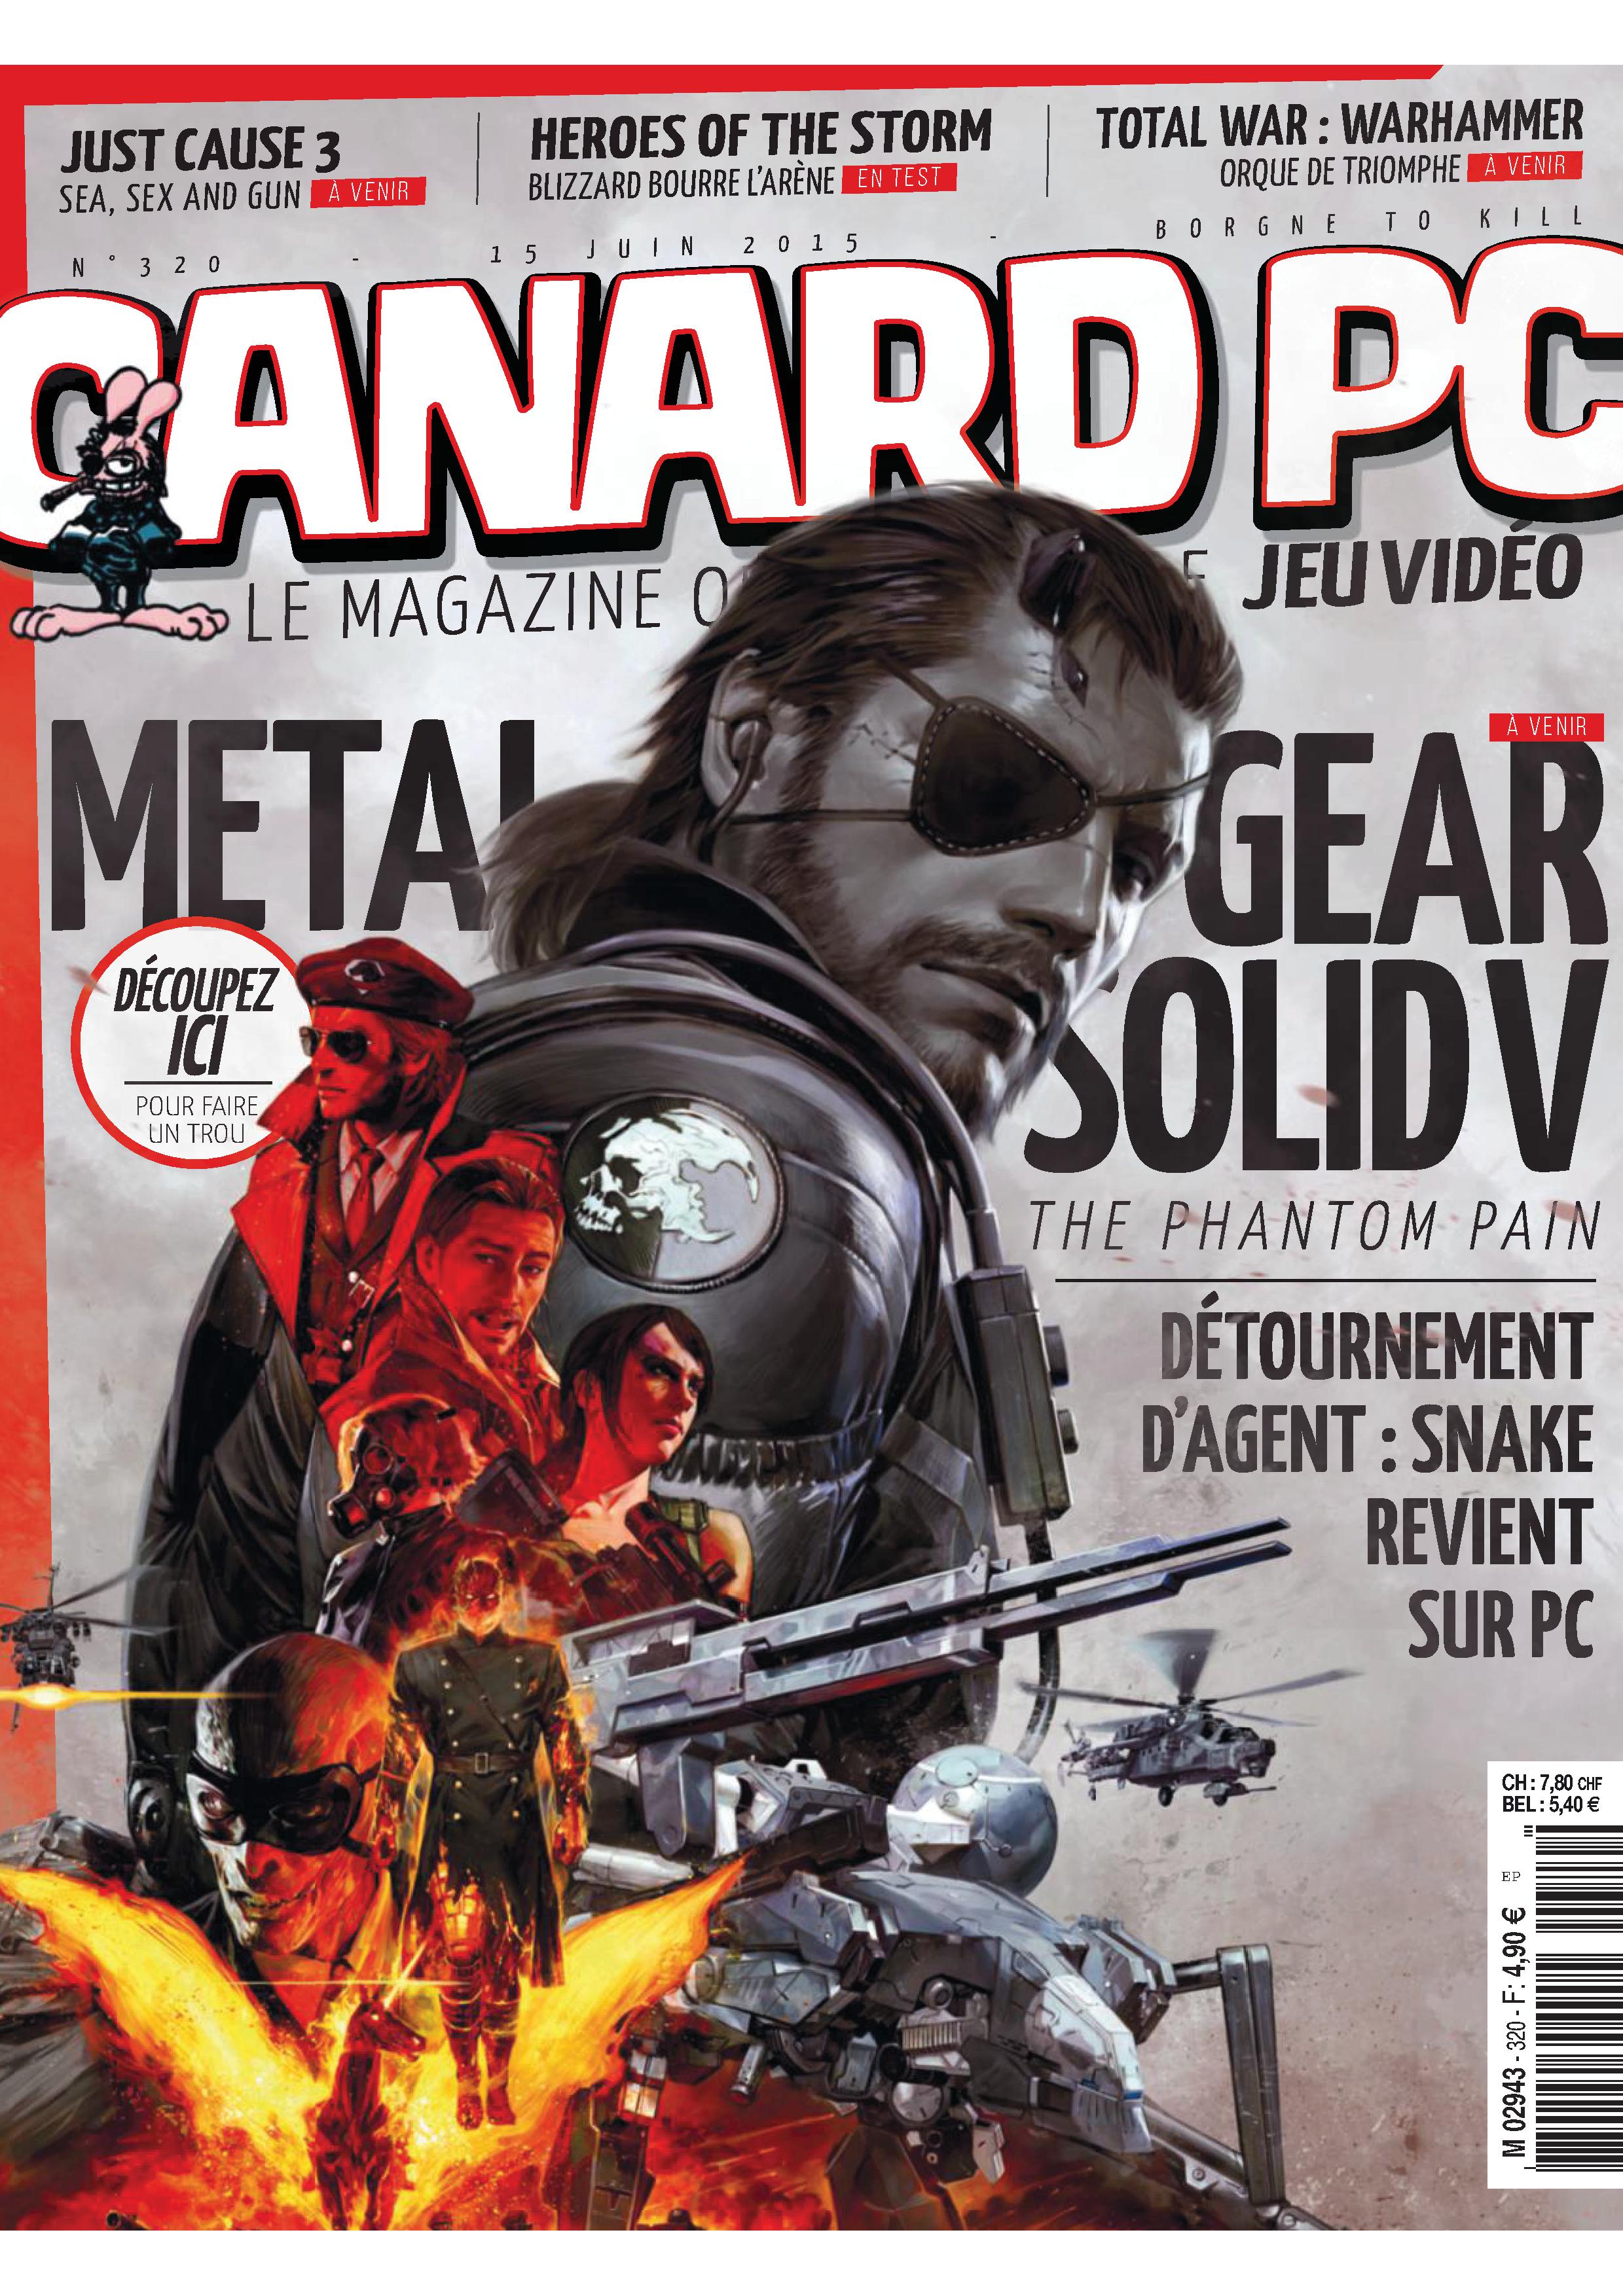 JUST CAUSE 3
SEA, SEX AND GUN À VENIR
HEROES OF THE STORM
BLIZZARD BOURRE L'ARÈNE EN TEST
TOTAL WAR : WARHAMMER
ORQUE DE TRIOMPHE À VENIR
N°320 - 15 JUIN 2015 - BORGNE TO KILL
CANARD PC
LE MAGAZINE JEU VIDÉO
À VENIR
METAL GEAR
SOLID V
THE PHANTOM PAIN
DÉCOUPEZ
ICI
POUR FAIRE
UN TROU
DÉTOURNEMENT
D'AGENT : SNAKE
REVIENT
SUR PC
CH : 7,80 CHF
BEL : 5,40 €
EP
M 02943 - 320 - F: 4,90 €